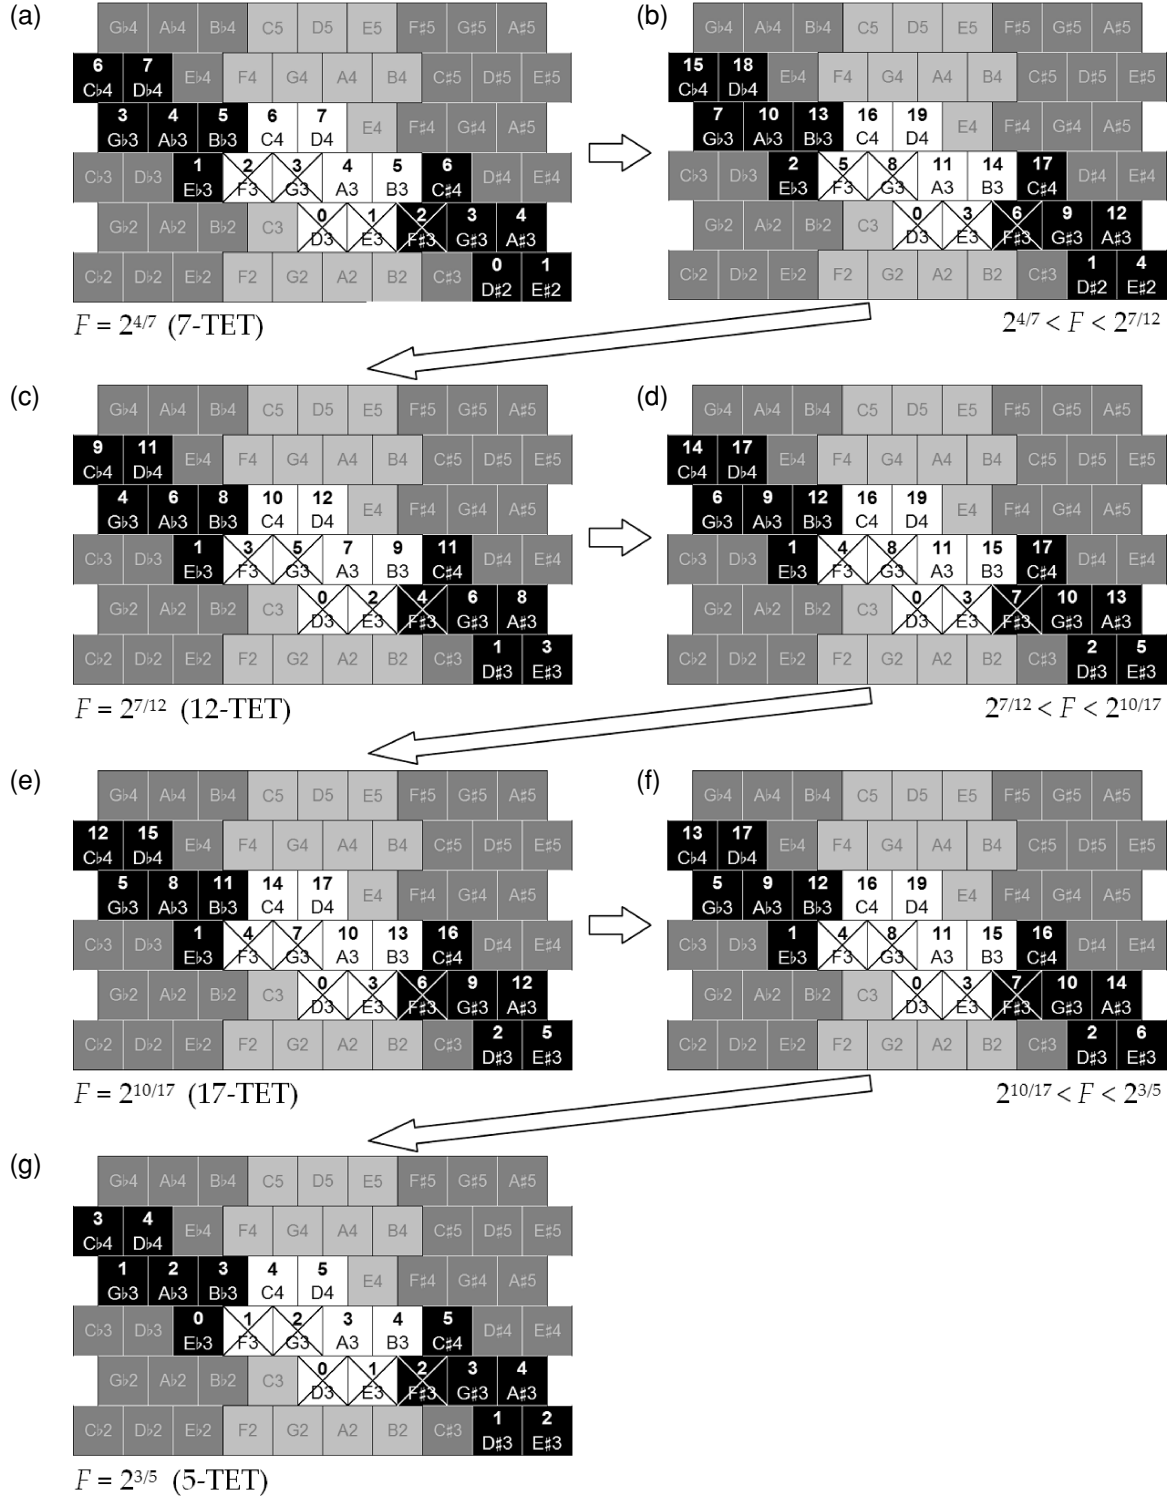 (a)
G♭4 A♭4 B♭4 C5 D5 E5 F♯5 G♯5 A♯5
6 7
C♭4 D♭4 E♭4 F4 G4 A4 B4 C♯5 D♯5 E♯5
3 4 5 6 7
G♭3 A♭3 B♭3 C4 D4 E4 F♯4 G♯4 A♯5
1 2 3 4 5 6
C♭3 D♭3 E♭3 F3 G3 A3 B3 C♯4 D♯4 E♯4
0 1 2 3 4
G♭2 A♭2 B♭2 C3 D3 E3 F♯3 G♯3 A♯3
0 1
C♭2 D♭2 E♭2 F2 G2 A2 B2 C♯3 D♯2 E♯2
F = 2^4/7 (7-TET)
(b)
G♭4 A♭4 B♭4 C5 D5 E5 F♯5 G♯5 A♯5
15 18
C♭4 D♭4 E♭4 F4 G4 A4 B4 C♯5 D♯5 E♯5
7 10 13 16 19
G♭3 A♭3 B♭3 C4 D4 E4 F♯4 G♯4 A♯5
2 5 8 11 14 17
C♭3 D♭3 E♭3 F3 G3 A3 B3 C♯4 D♯4 E♯4
0 3 6 9 12
G♭2 A♭2 B♭2 C3 D3 E3 F♯3 G♯3 A♯3
1 4
C♭2 D♭2 E♭2 F2 G2 A2 B2 C♯3 D♯2 E♯2
2^4/7 < F < 2^7/12
(c)
G♭4 A♭4 B♭4 C5 D5 E5 F♯5 G♯5 A♯5
9 11
C♭4 D♭4 E♭4 F4 G4 A4 B4 C♯5 D♯5 E♯5
4 6 8 10 12
G♭3 A♭3 B♭3 C4 D4 E4 F♯4 G♯4 A♯5
1 3 5 7 9 11
C♭3 D♭3 E♭3 F3 G3 A3 B3 C♯4 D♯4 E♯4
0 2 4 6 8
G♭2 A♭2 B♭2 C3 D3 E3 F♯3 G♯3 A♯3
1 3
C♭2 D♭2 E♭2 F2 G2 A2 B2 C♯3 D♯3 E♯3
F = 2^7/12 (12-TET)
(d)
G♭4 A♭4 B♭4 C5 D5 E5 F♯5 G♯5 A♯5
14 17
C♭4 D♭4 E♭4 F4 G4 A4 B4 C♯5 D♯5 E♯5
6 9 12 16 19
G♭3 A♭3 B♭3 C4 D4 E4 F♯4 G♯4 A♯5
1 4 8 11 15 17
C♭3 D♭3 E♭3 F3 G3 A3 B3 C♯4 D♯4 E♯4
0 3 7 10 13
G♭2 A♭2 B♭2 C3 D3 E3 F♯3 G♯3 A♯3
2 5
C♭2 D♭2 E♭2 F2 G2 A2 B2 C♯3 D♯3 E♯3
2^7/12 < F < 2^10/17
(e)
G♭4 A♭4 B♭4 C5 D5 E5 F♯5 G♯5 A♯5
12 15
C♭4 D♭4 E♭4 F4 G4 A4 B4 C♯5 D♯5 E♯5
5 8 11 14 17
G♭3 A♭3 B♭3 C4 D4 E4 F♯4 G♯4 A♯5
1 4 7 10 13 16
C♭3 D♭3 E♭3 F3 G3 A3 B3 C♯4 D♯4 E♯4
0 3 6 9 12
G♭2 A♭2 B♭2 C3 D3 E3 F♯3 G♯3 A♯3
2 5
C♭2 D♭2 E♭2 F2 G2 A2 B2 C♯3 D♯3 E♯3
F = 2^10/17 (17-TET)
(f)
G♭4 A♭4 B♭4 C5 D5 E5 F♯5 G♯5 A♯5
13 17
C♭4 D♭4 E♭4 F4 G4 A4 B4 C♯5 D♯5 E♯5
5 9 12 16 19
G♭3 A♭3 B♭3 C4 D4 E4 F♯4 G♯4 A♯5
1 4 8 11 15 16
C♭3 D♭3 E♭3 F3 G3 A3 B3 C♯4 D♯4 E♯4
0 3 7 10 14
G♭2 A♭2 B♭2 C3 D3 E3 F♯3 G♯3 A♯3
2 6
C♭2 D♭2 E♭2 F2 G2 A2 B2 C♯3 D♯3 E♯3
2^10/17 < F < 2^3/5
(g)
G♭4 A♭4 B♭4 C5 D5 E5 F♯5 G♯5 A♯5
3 4
C♭4 D♭4 E♭4 F4 G4 A4 B4 C♯5 D♯5 E♯5
1 2 3 4 5
G♭3 A♭3 B♭3 C4 D4 E4 F♯4 G♯4 A♯5
0 1 2 3 4 5
C♭3 D♭3 E♭3 F3 G3 A3 B3 C♯4 D♯4 E♯4
0 1 2 3 4
G♭2 A♭2 B♭2 C3 D3 E3 F♯3 G♯3 A♯3
1 2
C♭2 D♭2 E♭2 F2 G2 A2 B2 C♯3 D♯3 E♯3
F = 2^3/5 (5-TET)